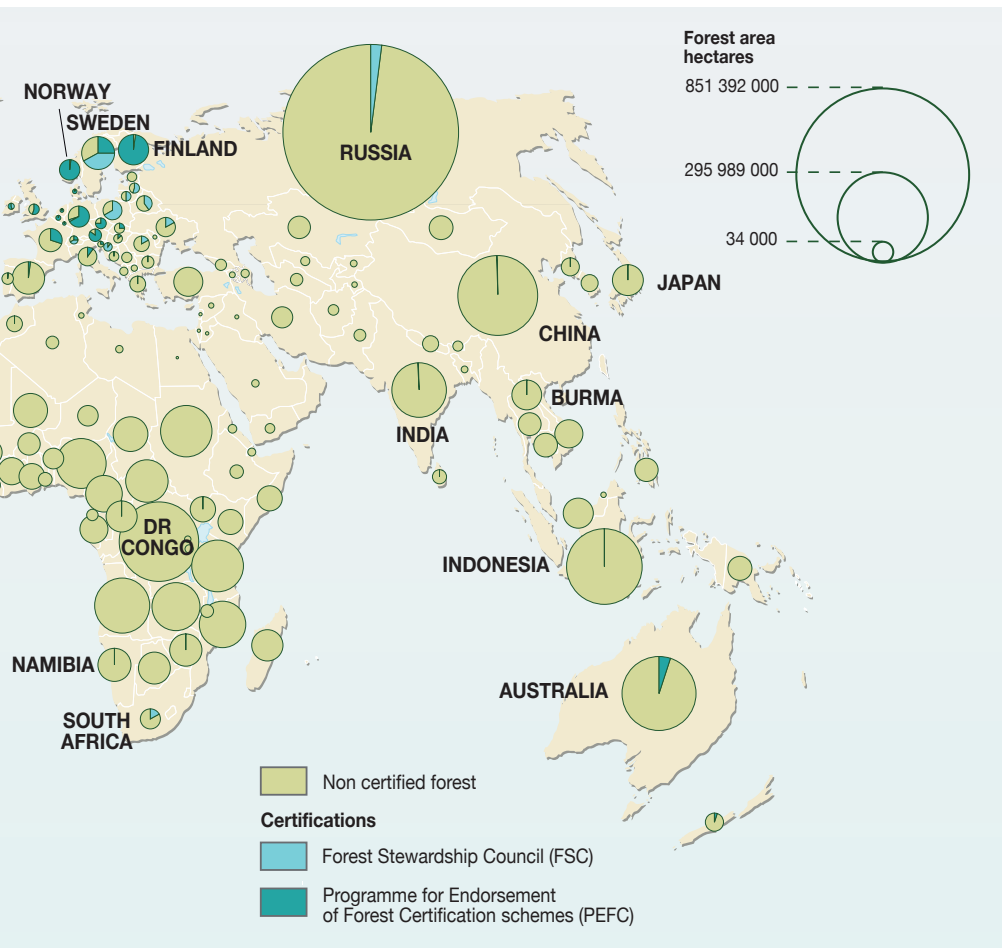 Forest area
hectares
851 392 000
295 989 000
34 000
NORWAY
SWEDEN
FINLAND
RUSSIA
JAPAN
CHINA
BURMA
INDIA
DR
CONGO
INDONESIA
NAMIBIA
AUSTRALIA
SOUTH
AFRICA
Non certified forest
Certifications
Forest Stewardship Council (FSC)
Programme for Endorsement
of Forest Certification schemes (PEFC)